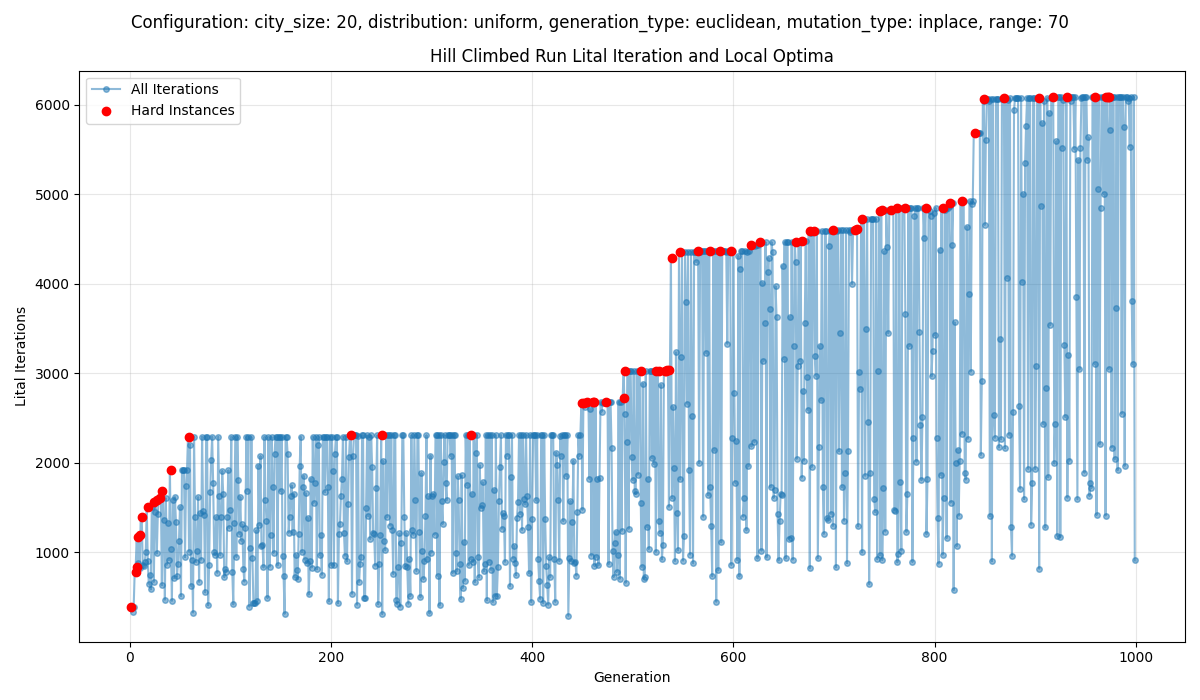 Configuration: city_size: 20, distribution: uniform, generation_type: euclidean, mutation_type: inplace, range: 70
Hill Climbed Run Lital Iteration and Local Optima
All Iterations
Hard Instances
6000
5000
4000
3000
2000
1000
Lital Iterations
0
200
400
600
800
1000
Generation